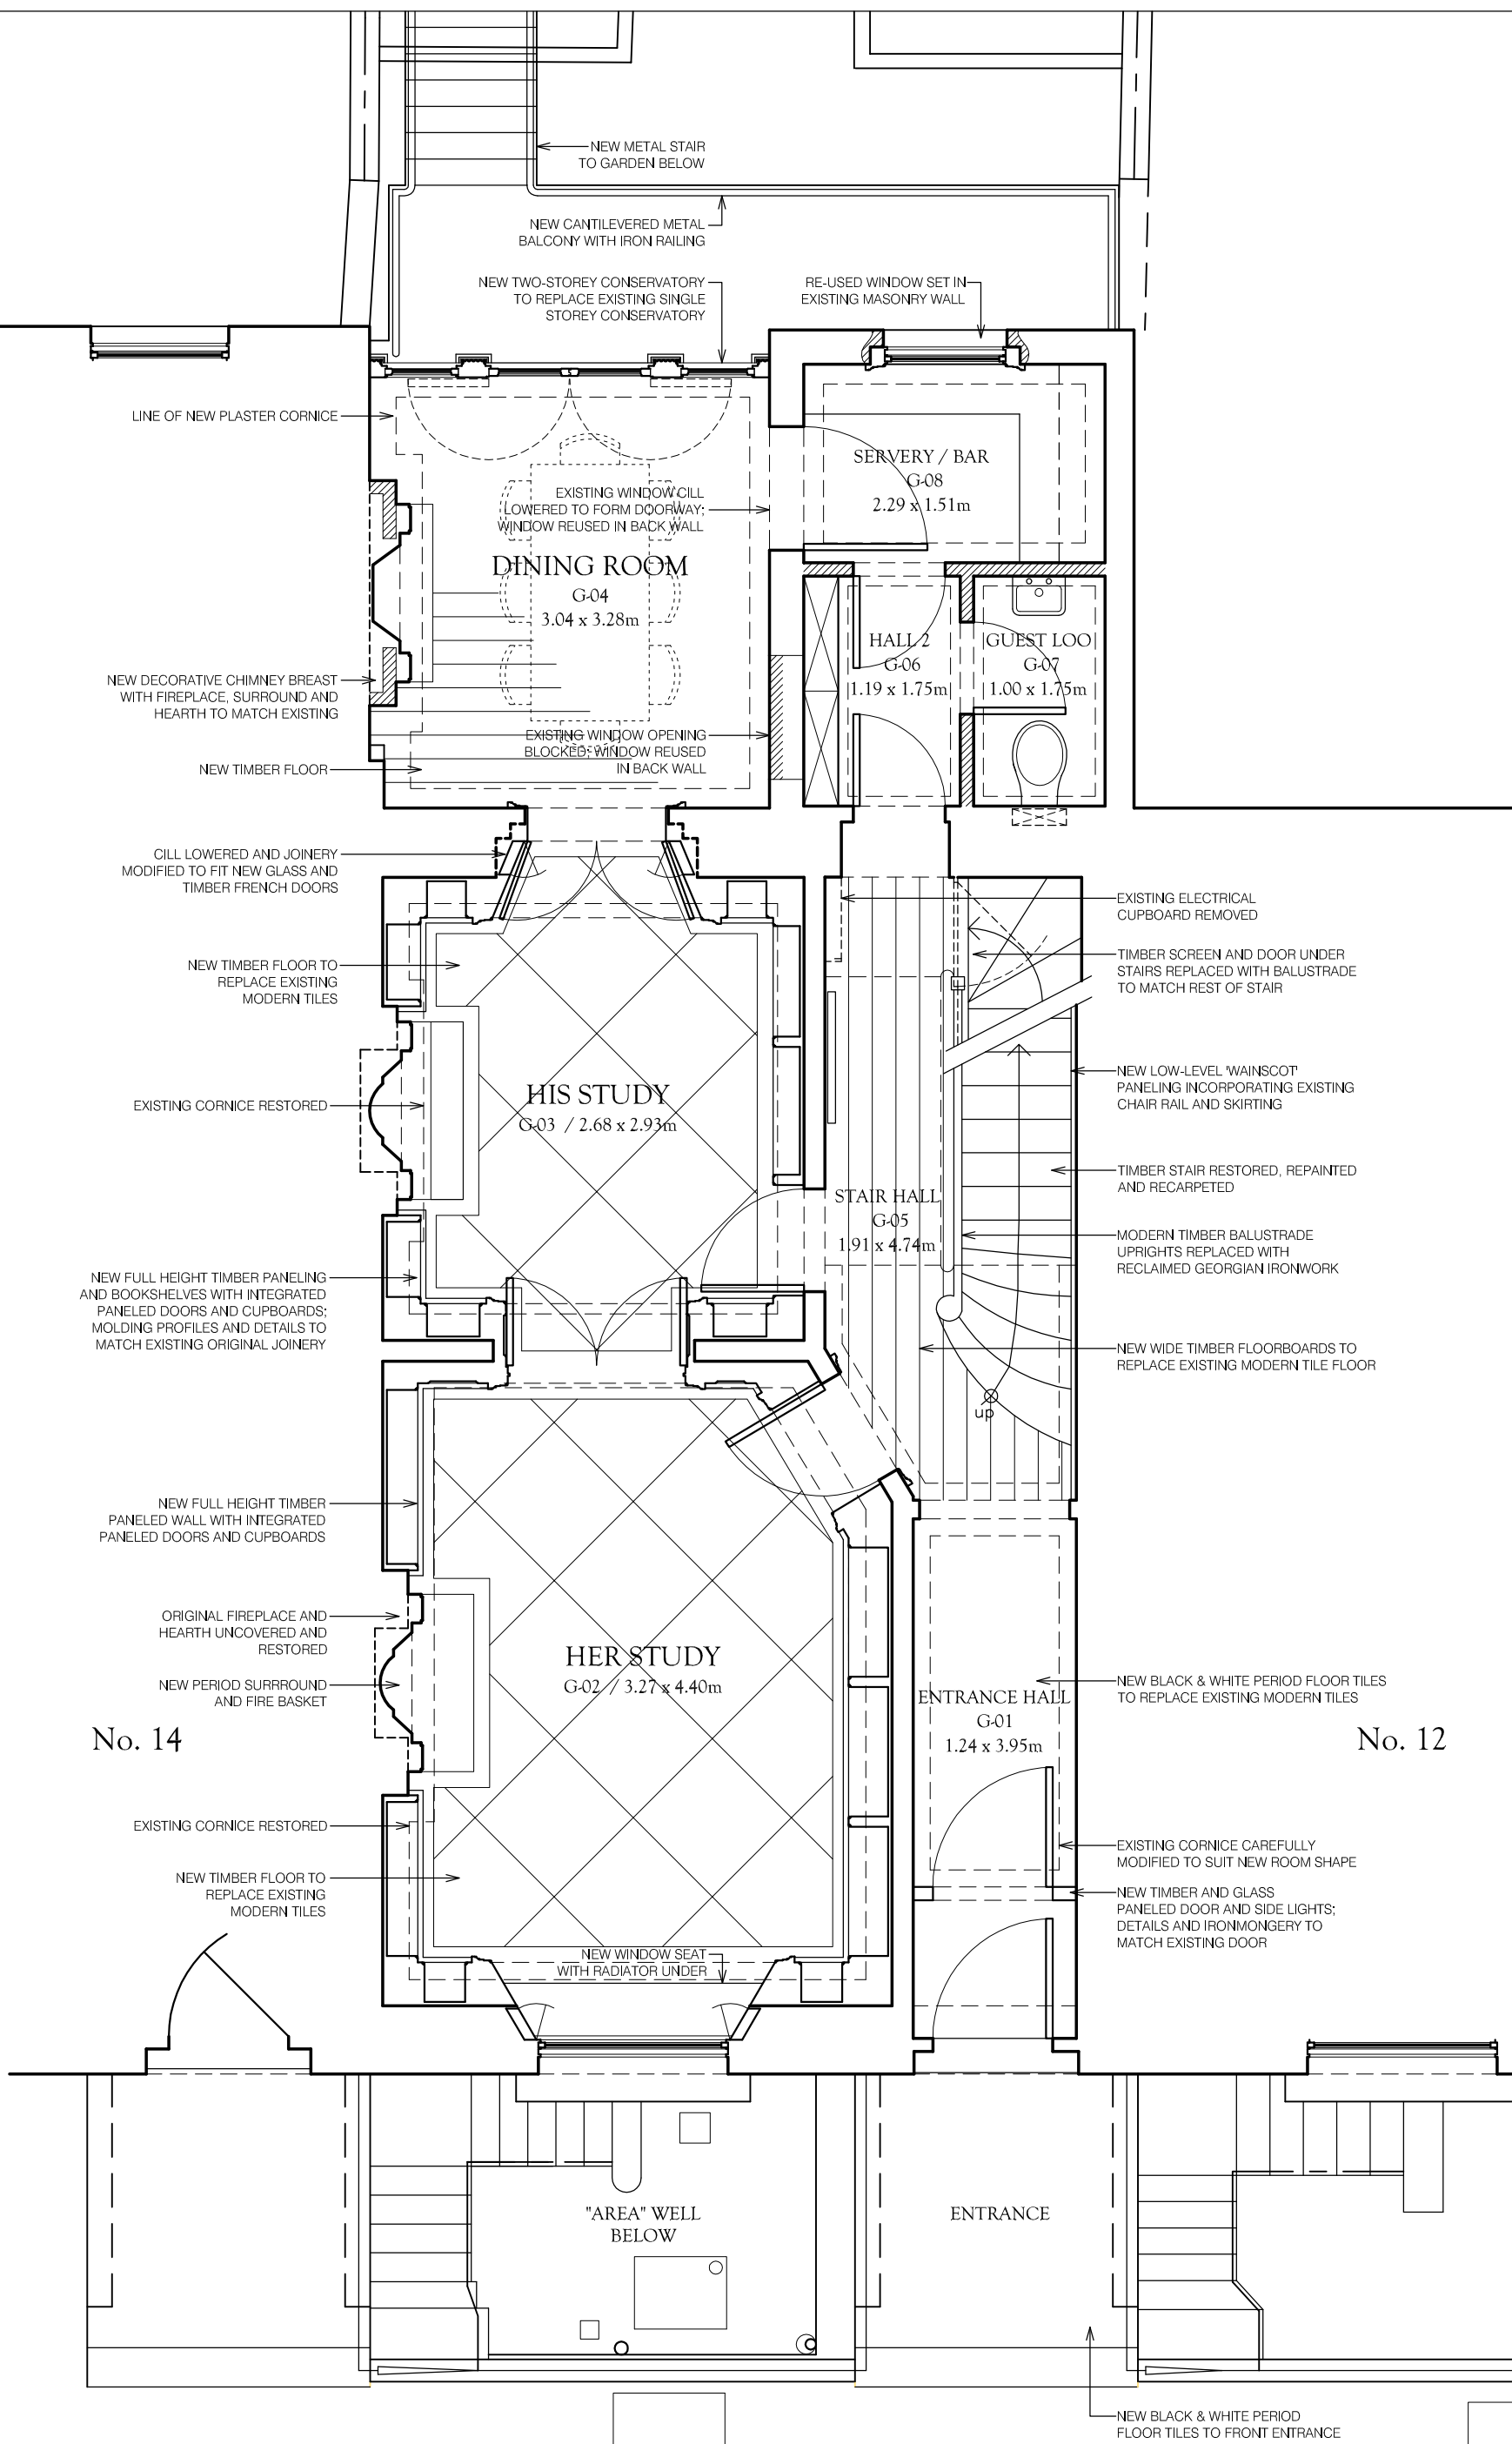 NEW METAL STAIR
TO GARDEN BELOW
NEW CANTILEVERED METAL
BALCONY WITH IRON RAILING
NEW TWO-STOREY CONSERVATORY
TO REPLACE EXISTING SINGLE
STOREY CONSERVATORY
RE-USED WINDOW SET IN
EXISTING MASONRY WALL
LINE OF NEW PLASTER CORNICE
SERVERY / BAR
G-08
2.29 x 1.51m
EXISTING WINDOW CILL
LOWERED TO FORM DOORWAY;
WINDOW REUSED IN BACK WALL
DINING ROOM
G-04
3.04 x 3.28m
HALL 2
G-06
1.19 x 1.75m
GUEST LOO
G-07
1.00 x 1.75m
NEW DECORATIVE CHIMNEY BREAST
WITH FIREPLACE, SURROUND AND
HEARTH TO MATCH EXISTING
EXISTING WINDOW OPENING
BLOCKED; WINDOW REUSED
IN BACK WALL
NEW TIMBER FLOOR
CILL LOWERED AND JOINERY
MODIFIED TO FIT NEW GLASS AND
TIMBER FRENCH DOORS
EXISTING ELECTRICAL
CUPBOARD REMOVED
TIMBER SCREEN AND DOOR UNDER
STAIRS REPLACED WITH BALUSTRADE
TO MATCH REST OF STAIR
NEW TIMBER FLOOR TO
REPLACE EXISTING
MODERN TILES
NEW LOW-LEVEL 'WAINSCOT'
PANELING INCORPORATING EXISTING
CHAIR RAIL AND SKIRTING
HIS STUDY
G-03 / 2.68 x 2.93m
EXISTING CORNICE RESTORED
TIMBER STAIR RESTORED, REPAINTED
AND RECARPETED
STAIR HALL
G-05
1.91 x 4.74m
MODERN TIMBER BALUSTRADE
UPRIGHTS REPLACED WITH
RECLAIMED GEORGIAN IRONWORK
NEW FULL HEIGHT TIMBER PANELING
AND BOOKSHELVES WITH INTEGRATED
PANELED DOORS AND CUPBOARDS;
MOLDING PROFILES AND DETAILS TO
MATCH EXISTING ORIGINAL JOINERY
NEW WIDE TIMBER FLOORBOARDS TO
REPLACE EXISTING MODERN TILE FLOOR
up
NEW FULL HEIGHT TIMBER
PANELED WALL WITH INTEGRATED
PANELED DOORS AND CUPBOARDS
ORIGINAL FIREPLACE AND
HEARTH UNCOVERED AND
RESTORED
HER STUDY
G-02 / 3.27 x 4.40m
NEW PERIOD SURRROUND
AND FIRE BASKET
ENTRANCE HALL
G-01
1.24 x 3.95m
NEW BLACK & WHITE PERIOD FLOOR TILES
TO REPLACE EXISTING MODERN TILES
No. 14
No. 12
EXISTING CORNICE RESTORED
EXISTING CORNICE CAREFULLY
MODIFIED TO SUIT NEW ROOM SHAPE
NEW TIMBER FLOOR TO
REPLACE EXISTING
MODERN TILES
NEW TIMBER AND GLASS
PANELED DOOR AND SIDE LIGHTS;
DETAILS AND IRONMONGERY TO
MATCH EXISTING DOOR
NEW WINDOW SEAT
WITH RADIATOR UNDER
"AREA" WELL
BELOW
ENTRANCE
NEW BLACK & WHITE PERIOD
FLOOR TILES TO FRONT ENTRANCE